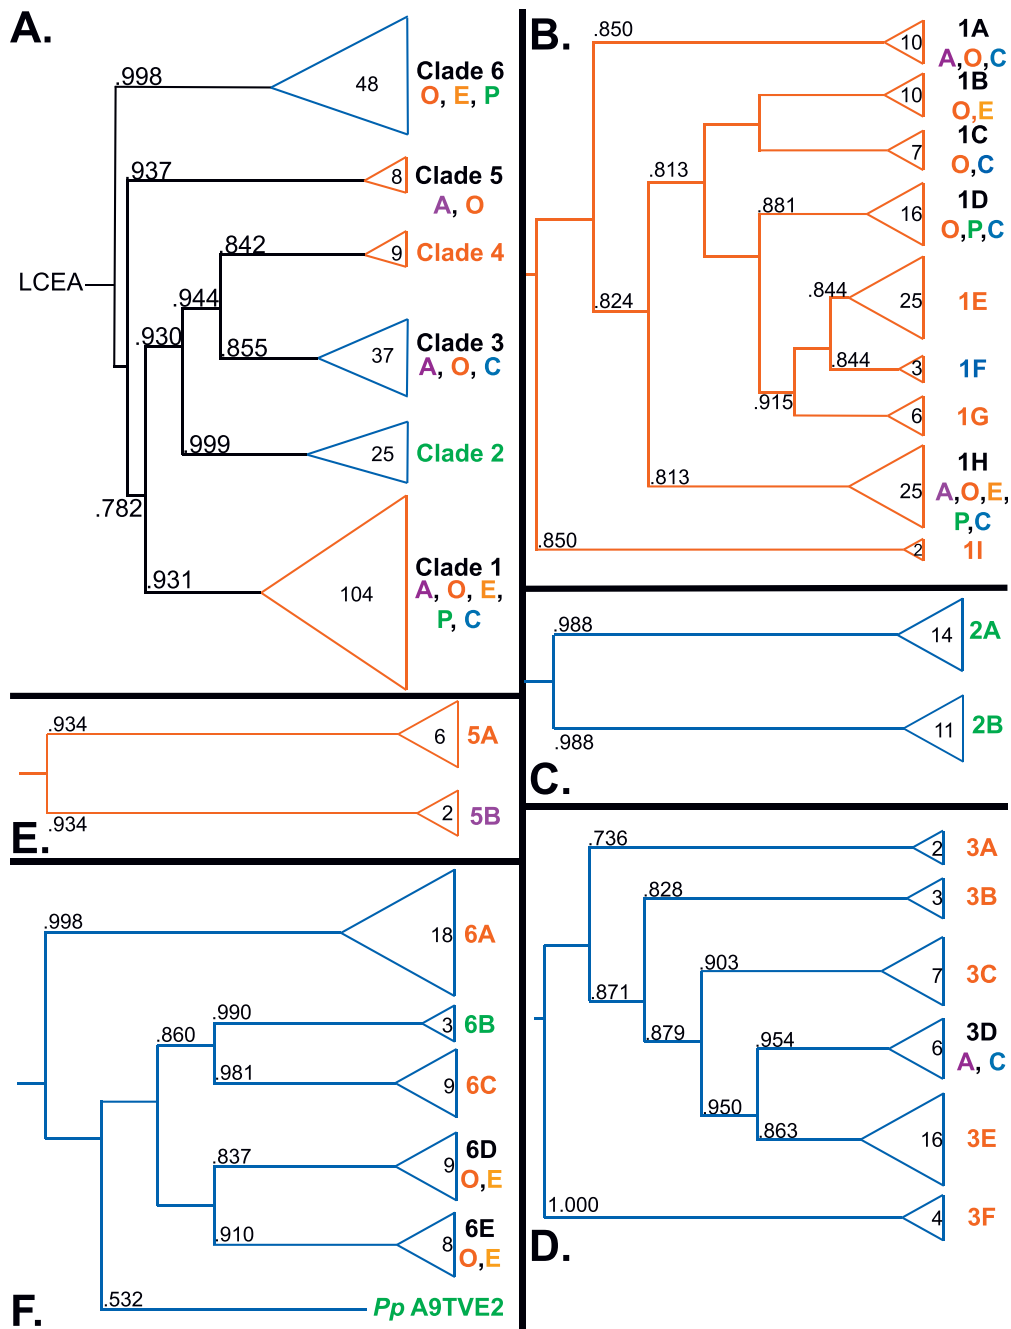 A.
.998
48
Clade 6
O, E, P
.937
8
Clade 5
A, O
.842
9
Clade 4
LCEA
.944
.930
.855
37
Clade 3
A, O, C
.999
25
Clade 2
.782
.931
104
Clade 1
A, O, E,
P, C
B.
.850
10
1A
A,O,C
10
1B
O,E
7
1C
O,C
.813
.881
16
1D
O,P,C
.824
.844
25
1E
.844
3
1F
.915
6
1G
.813
25
1H
A,O,E,
P,C
.850
2
1I
.988
14
2A
.988
11
2B
C.
.934
6
5A
.934
2
5B
E.
.736
2
3A
.828
3
3B
.871
.903
7
3C
.879
.954
6
3D
A, C
.950
.863
16
3E
1.000
4
3F
D.
.998
18
6A
.990
3
6B
.860
.981
9
6C
.837
9
6D
O,E
.910
8
6E
O,E
.532
Pp A9TVE2
F.